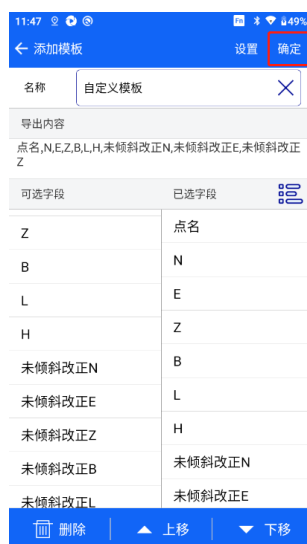 11:47 49%
← 添加模板 设置 确定
名称 自定义模板
导出内容
点名,N,E,Z,B,L,H,未倾斜改正N,未倾斜改正E,未倾斜改正
Z
可选字段 已选字段
Z
B
L
H
未倾斜改正N
未倾斜改正E
未倾斜改正Z
未倾斜改正B
未倾斜改正L
点名
N
E
Z
B
L
H
未倾斜改正N
未倾斜改正E
删除 上移 下移